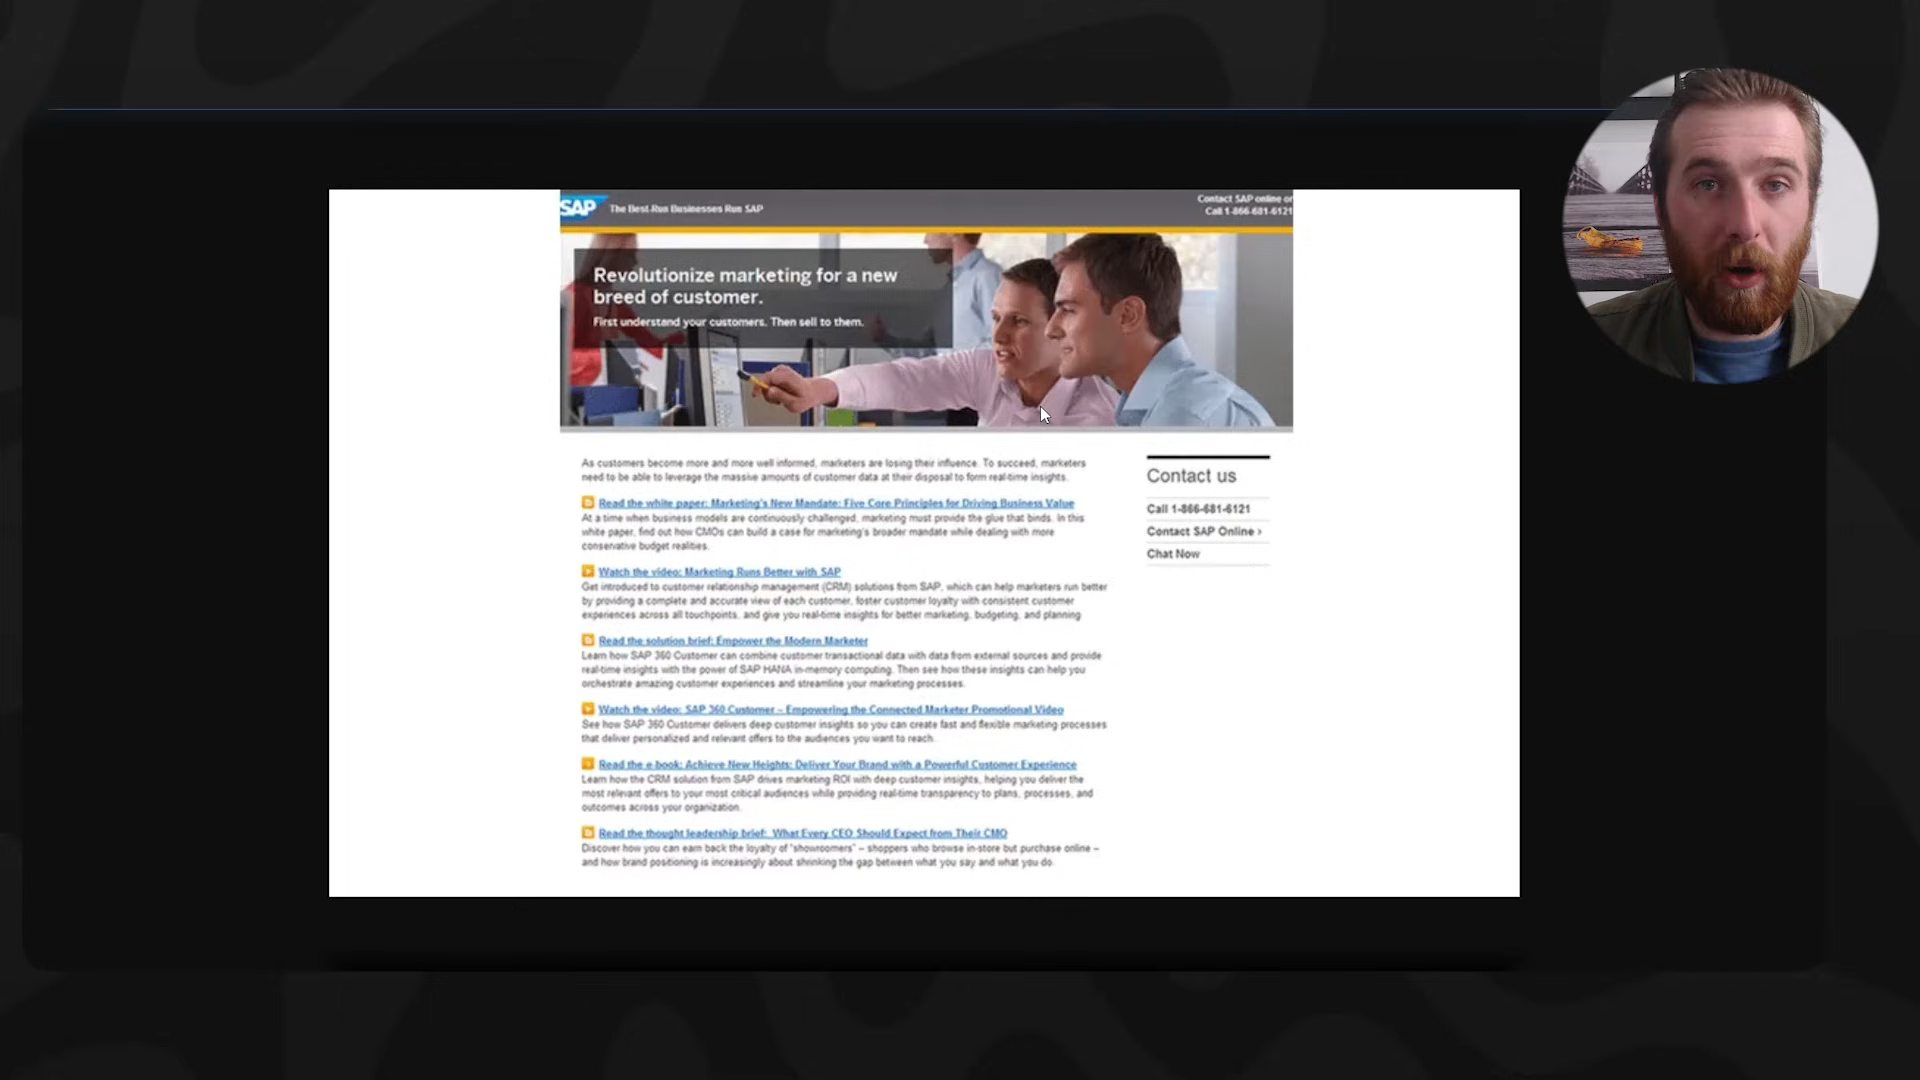 SAP The Best-Run Businesses Run SAP
Contact SAP online or
Call 1-866-681-6121
Revolutionize marketing for a new
breed of customer.
First understand your customers. Then sell to them.
As customers become more and more well informed, marketers are losing their influence. To succeed, marketers
need to be able to leverage the massive amounts of customer data at their disposal to form real-time insights.
Read the white paper: Marketing's New Mandate: Five Core Principles for Driving Business Value
At a time when business models are continuously challenged, marketing must provide the glue that binds. In this
white paper, find out how CMOs can build a case for marketing's broader mandate while dealing with more
conservative budget realities.
Watch the video: Marketing Runs Better with SAP
Get introduced to customer relationship management (CRM) solutions from SAP, which can help marketers run better
by providing a complete and accurate view of each customer, foster customer loyalty with consistent customer
experiences across all touchpoints, and give you real-time insights for better marketing, budgeting, and planning
Read the solution brief: Empower the Modern Marketer
Learn how SAP 360 Customer can combine customer transactional data with data from external sources and provide
real-time insights with the power of SAP HANA in-memory computing. Then see how these insights can help you
orchestrate amazing customer experiences and streamline your marketing processes.
Watch the video: SAP 360 Customer – Empowering the Connected Marketer Promotional Video
See how SAP 360 Customer delivers deep customer insights so you can create fast and flexible marketing processes
that deliver personalized and relevant offers to the audiences you want to reach.
Read the e-book: Achieve New Heights: Deliver Your Brand with a Powerful Customer Experience
Learn how the CRM solution from SAP drives marketing ROI with deep customer insights, helping you deliver the
most relevant offers to your most critical audiences while providing real-time transparency to plans, processes, and
outcomes across your organization.
Read the thought leadership brief: What Every CEO Should Expect from Their CMO
Discover how you can earn back the loyalty of "showroomers" – shoppers who browse in-store but purchase online –
and how brand positioning is increasingly about shrinking the gap between what you say and what you do.
Contact us
Call 1-866-681-6121
Contact SAP Online ›
Chat Now